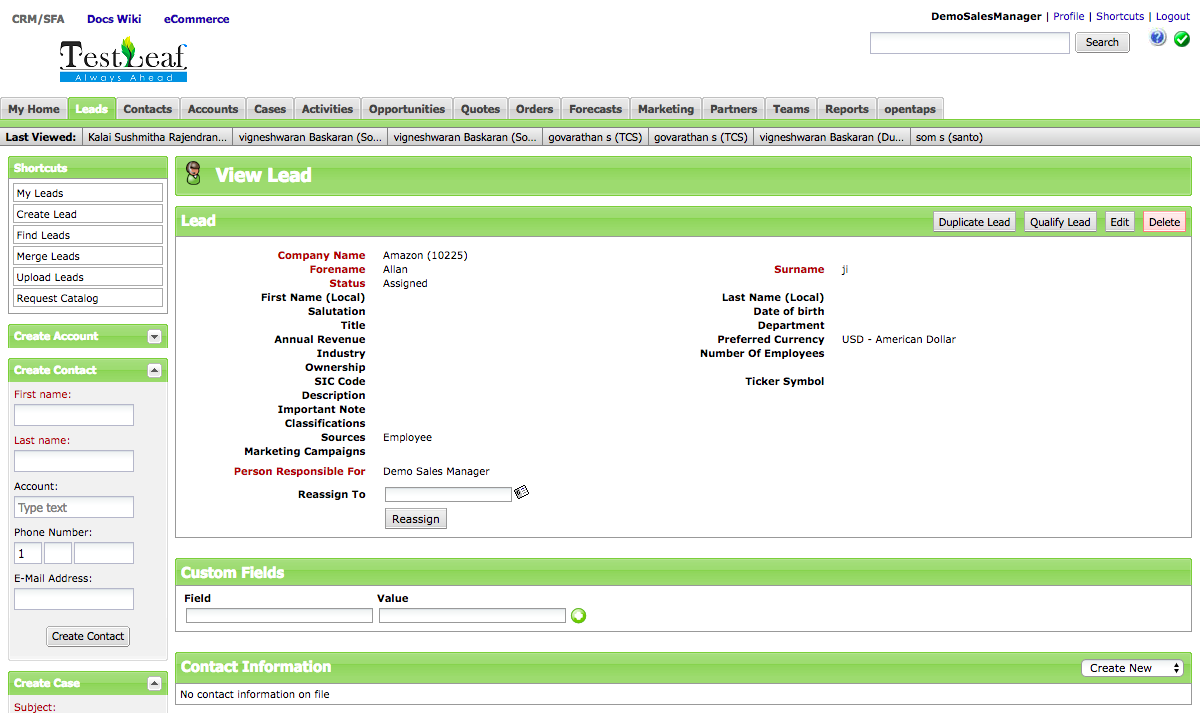 CRM/SFA Docs Wiki eCommerce
DemoSalesManager | Profile | Shortcuts | Logout
TestLeaf
Always Ahead
Search
?
My Home Leads Contacts Accounts Cases Activities Opportunities Quotes Orders Forecasts Marketing Partners Teams Reports opentaps
Last Viewed: Kalai Sushmitha Rajendran... vigneshwaran Baskaran (So... vigneshwaran Baskaran (So... govarathan s (TCS) govarathan s (TCS) vigneshwaran Baskaran (Du... som s (santo)
Shortcuts
My Leads
Create Lead
Find Leads
Merge Leads
Upload Leads
Request Catalog
Create Account
Create Contact
First name:
Last name:
Account:
Type text
Phone Number:
1
E-Mail Address:
Create Contact
Create Case
Subject:
View Lead
Lead
Duplicate Lead Qualify Lead Edit Delete
Company Name Amazon (10225)
Forename Allan Surname ji
Status Assigned
First Name (Local) Last Name (Local)
Salutation Date of birth
Title Department
Annual Revenue Preferred Currency USD - American Dollar
Industry Number Of Employees
Ownership
SIC Code Ticker Symbol
Description
Important Note
Classifications
Sources Employee
Marketing Campaigns
Person Responsible For Demo Sales Manager
Reassign To
Reassign
Custom Fields
Field Value
Contact Information
Create New
No contact information on file